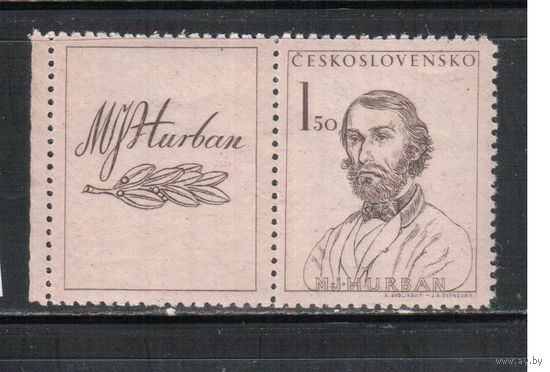 MJHurban
ČESKOSLOVENSKO
1 50
M·J·HURBAN
www.ay.by